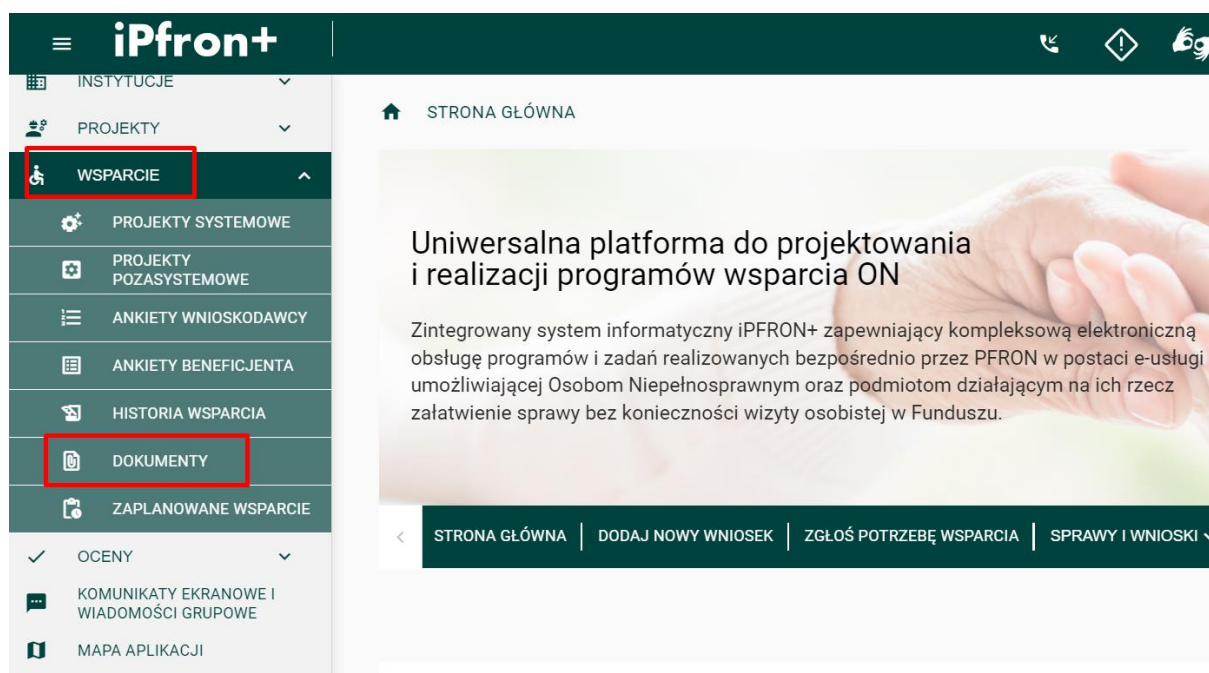 iPfron+
INSTYTUCJE
PROJEKTY
WSPARCIE
PROJEKTY SYSTEMOWE
PROJEKTY
POZASYSTEMOWE
ANKIETY WNIOSKODAWCY
ANKIETY BENEFICJENTA
HISTORIA WSPARCIA
DOKUMENTY
ZAPLANOWANE WSPARCIE
OCENY
KOMUNIKATY EKRANOWE I
WIADOMOŚCI GRUPOWE
MAPA APLIKACJI
STRONA GŁÓWNA
Uniwersalna platforma do projektowania
i realizacji programów wsparcia ON
Zintegrowany system informatyczny iPFRON+ zapewniający kompleksową elektroniczną
obsługę programów i zadań realizowanych bezpośrednio przez PFRON w postaci e-usługi
umożliwiającej Osobom Niepełnosprawnym oraz podmiotom działającym na ich rzecz
załatwienie sprawy bez konieczności wizyty osobistej w Funduszu.
STRONA GŁÓWNA | DODAJ NOWY WNIOSEK | ZGŁOŚ POTRZEBĘ WSPARCIA | SPRAWY I WNIOSKI